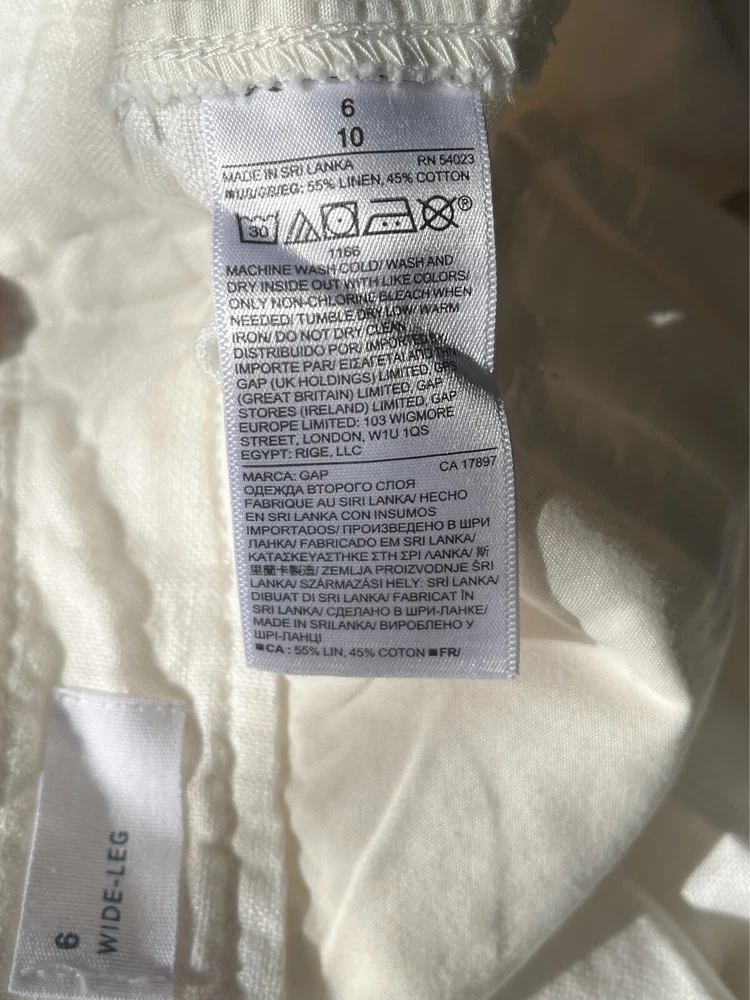 6
10
MADE IN SRI LANKA RN 54023
■US/GB/EG: 55% LINEN, 45% COTTON
30
®
1166
MACHINE WASH COLD/ WASH AND
DRY INSIDE OUT WITH LIKE COLORS/
ONLY NON-CHLORINE BLEACH WHEN
NEEDED/ TUMBLE DRY LOW/ WARM
IRON/ DO NOT DRY CLEAN
DISTRIBUIDO POR/ IMPORTED BY/
IMPORTE PAR/ ΕΙΣΑΓΕΤΑΙ ΑΠΟ ΤΗΝ
GAP (UK HOLDINGS) LIMITED, GPS
(GREAT BRITAIN) LIMITED, GAP
STORES (IRELAND) LIMITED, GAP
EUROPE LIMITED: 103 WIGMORE
STREET, LONDON, W1U 1QS
EGYPT: RIGE, LLC
MARCA: GAP CA 17897
ОДЕЖДА ВТОРОГО СЛОЯ
FABRIQUE AU SIRI LANKA/ HECHO
EN SRI LANKA CON INSUMOS
IMPORTADOS/ ПРОИЗВЕДЕНО В ШРИ
ЛАНКА/ FABRICADO EM SRI LANKA/
ΚΑΤΑΣΚΕΥΑΣΤΗΚΕ ΣΤΗ ΣΡΙ ΛΑΝΚΑ/ 斯
里蘭卡製造/ ZEMLJA PROIZVODNJE ŠRI
LANKA/ SZÁRMAZÁSI HELY: SRÍ LANKA/
DIBUAT DI SRI LANKA/ FABRICAT ÎN
SRI LANKA/ СДЕЛАНО В ШРИ-ЛАНКЕ/
MADE IN SRILANKA/ ВИРОБЛЕНО У
ШРІ-ЛАНЦІ
■CA : 55% LIN, 45% COTON ■FR/
6
WIDE-LEG